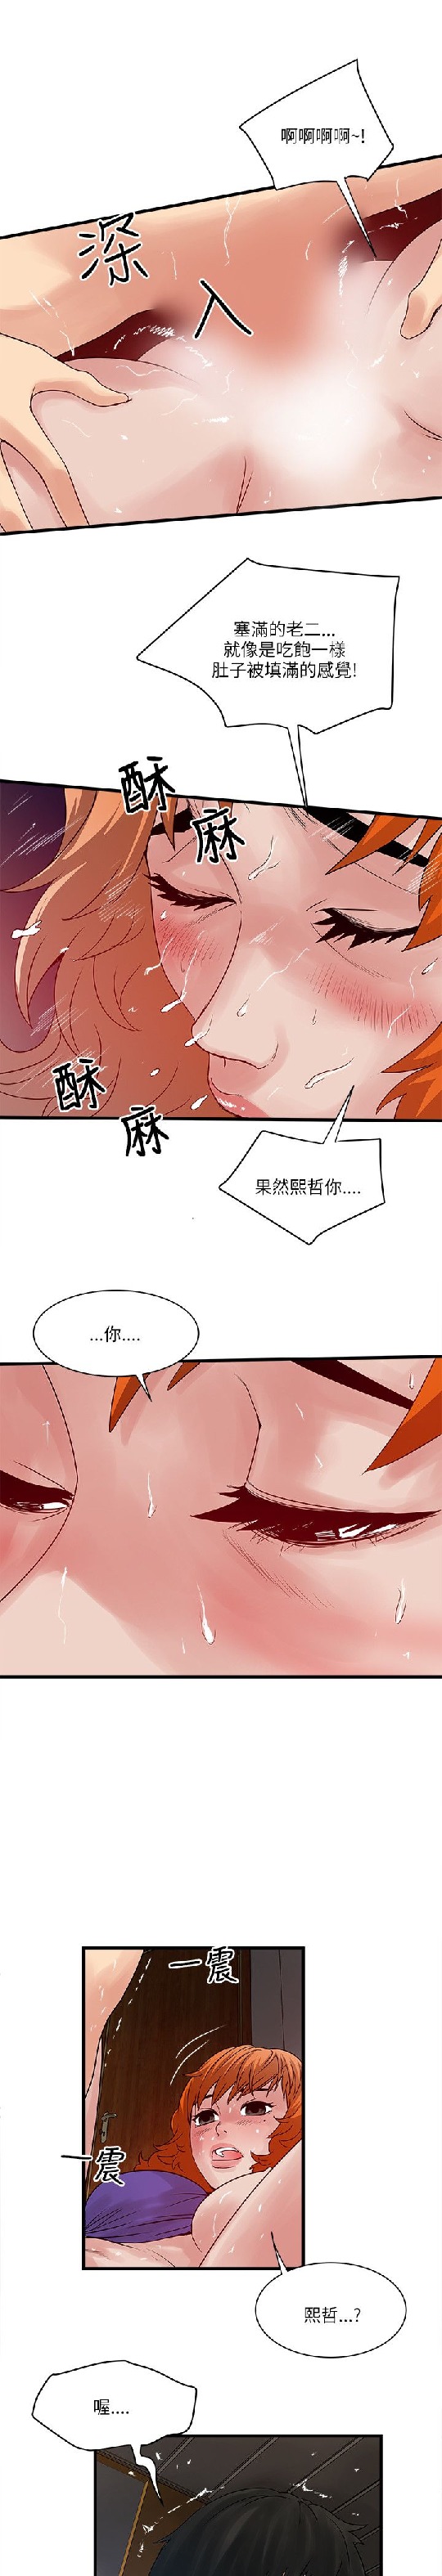 啊啊啊啊~!
深
入
塞滿的老二...
就像是吃飽一樣
肚子被填滿的感覺!
酥
麻
酥
麻
果然熙哲你....
...你....
一震
一震
熙哲...?
喔....